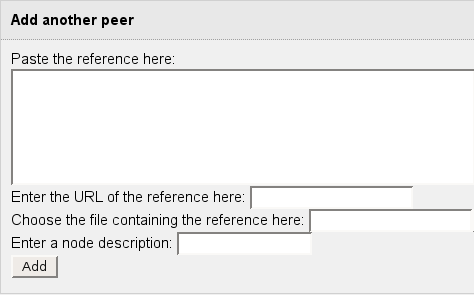 Add another peer
Paste the reference here:
Enter the URL of the reference here:
Choose the file containing the reference here:
Enter a node description:
Add